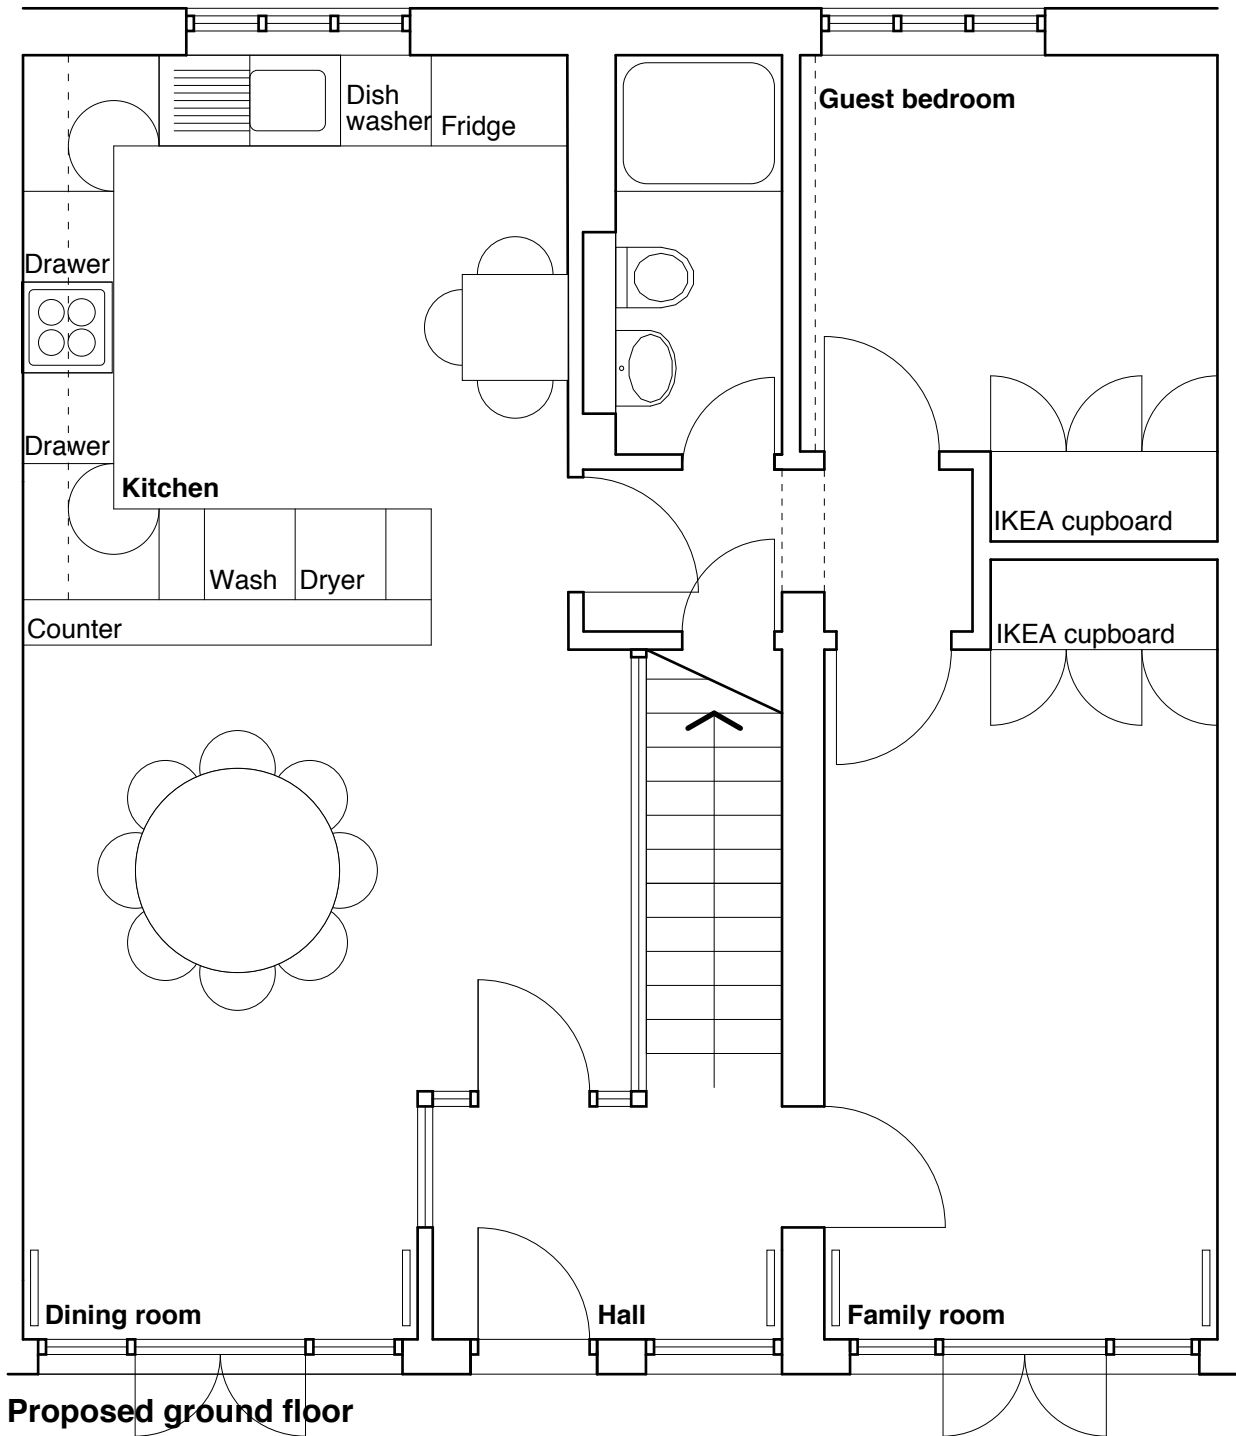 Dish
washer
Fridge
Guest bedroom
Drawer
Drawer
Kitchen
IKEA cupboard
Wash
Dryer
Counter
IKEA cupboard
Dining room
Hall
Family room
Proposed ground floor